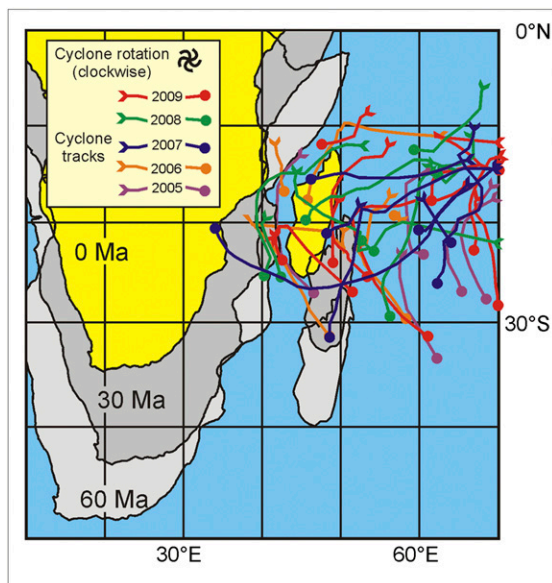 0°N
Cyclone rotation
(clockwise)
2009
2008
Cyclone
tracks
2007
2006
2005
0 Ma
30°S
30 Ma
60 Ma
30°E
60°E